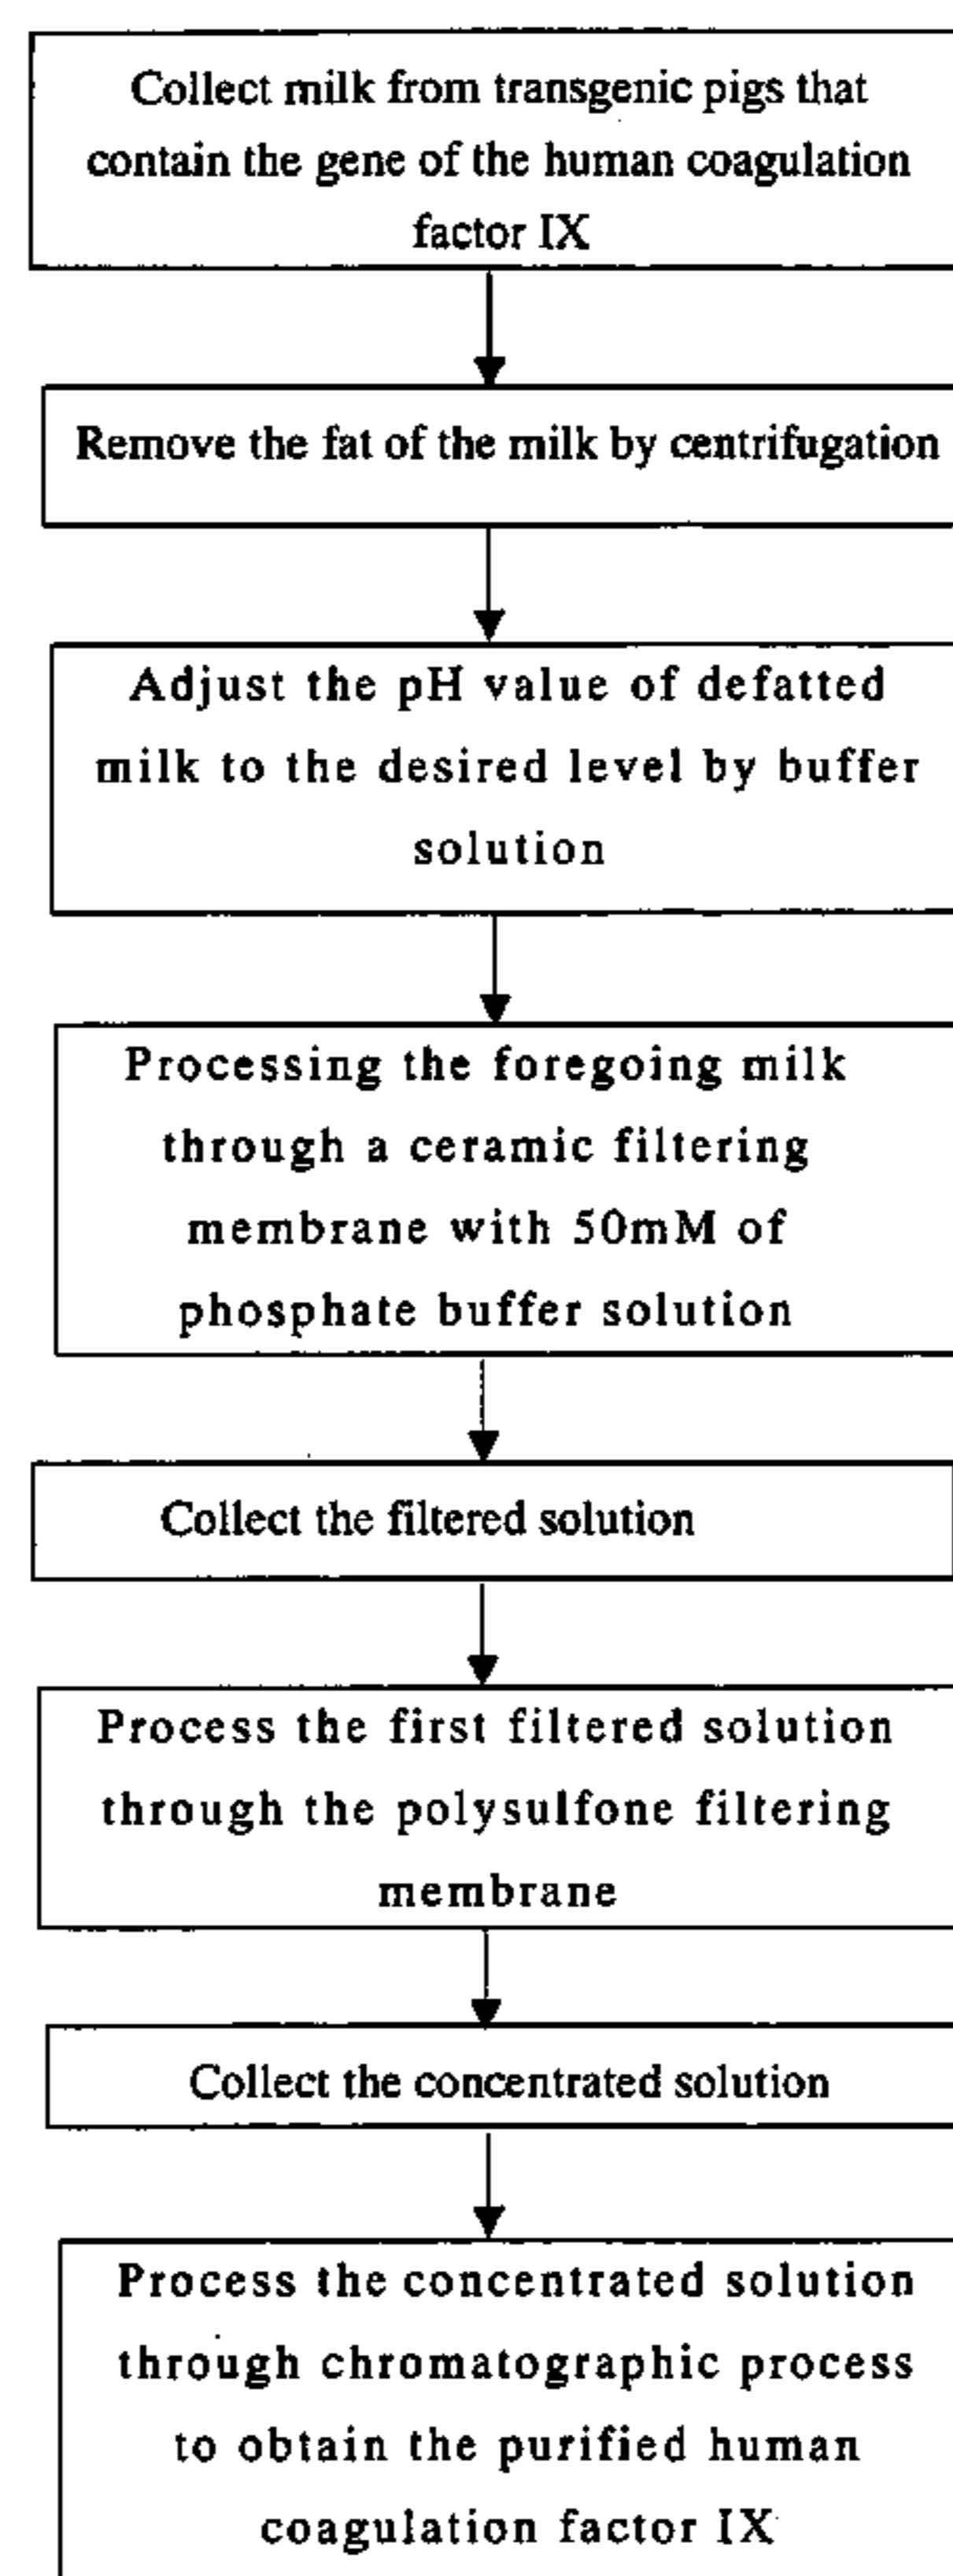 Collect milk from transgenic pigs that
contain the gene of the human coagulation
factor IX
Remove the fat of the milk by centrifugation
Adjust the pH value of defatted
milk to the desired level by buffer
solution
Processing the foregoing milk
through a ceramic filtering
membrane with 50mM of
phosphate buffer solution
Collect the filtered solution
Process the first filtered solution
through the polysulfone filtering
membrane
Collect the concentrated solution
Process the concentrated solution
through chromatographic process
to obtain the purified human
coagulation factor IX